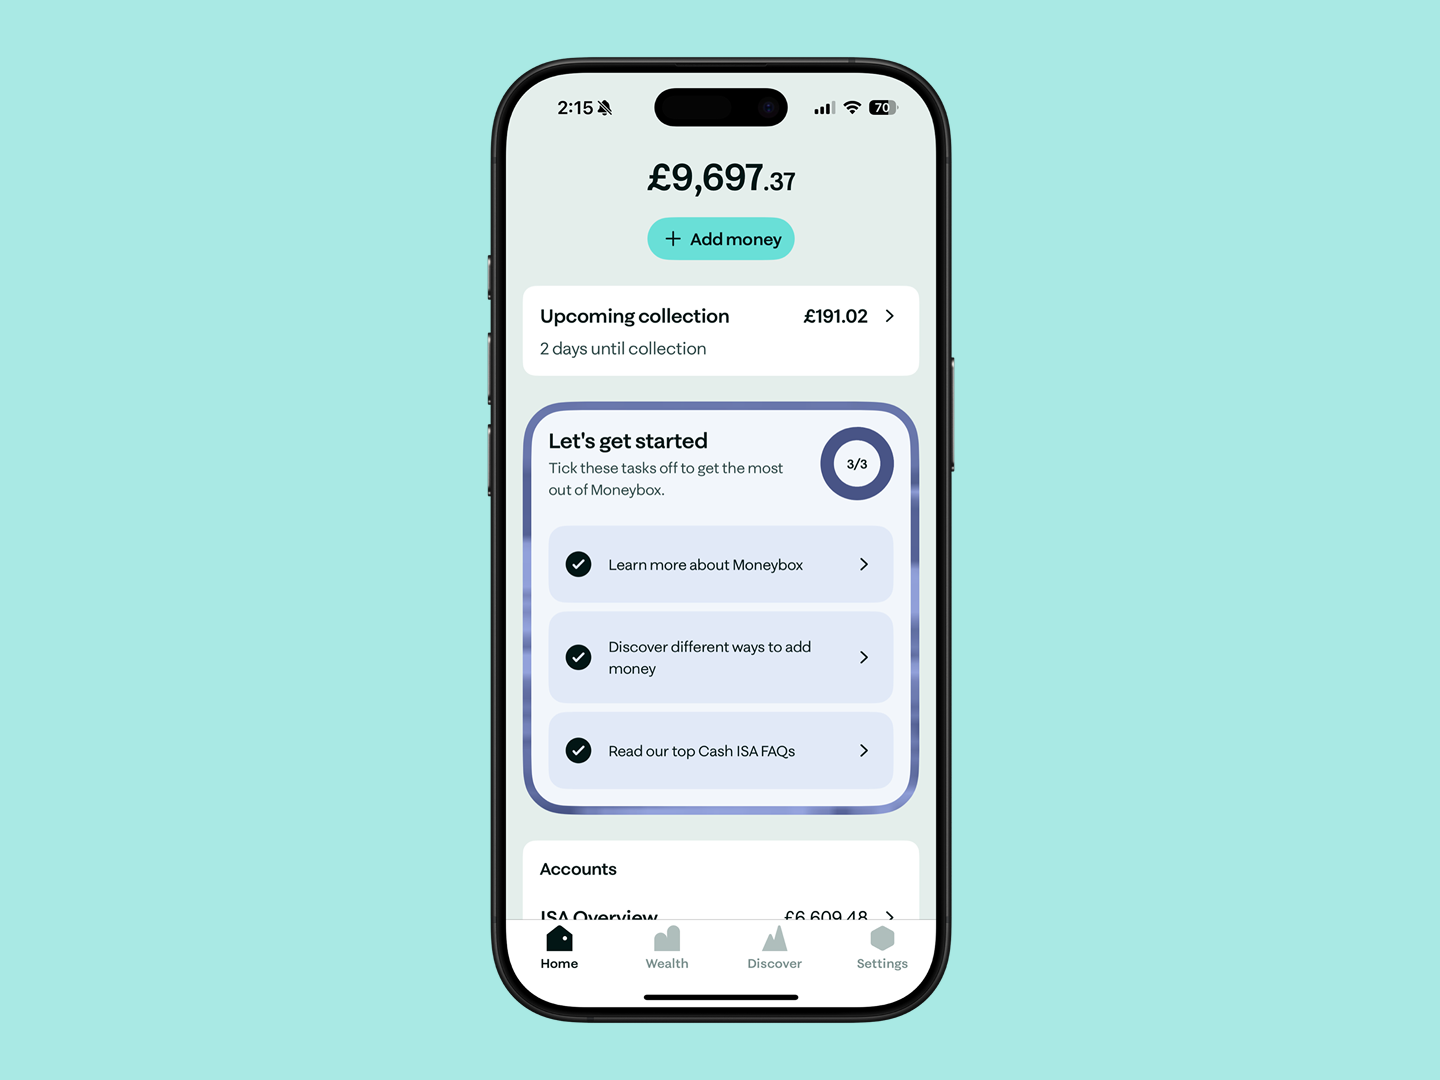 2:15
70
£9,697.37
+ Add money
Upcoming collection £191.02
2 days until collection
Let's get started
Tick these tasks off to get the most
out of Moneybox.
3/3
Learn more about Moneybox
Discover different ways to add
money
Read our top Cash ISA FAQs
Accounts
ISA Overview £6,609.48
Home Wealth Discover Settings